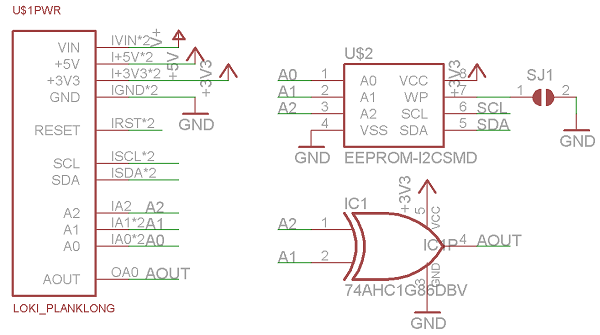 U$1PWR
VIN IVIN*2 V+
+5V I+5V*2 +5V
+3V3 I+3V3*2 +3V3
GND IGND*2
GND
RESET IRST*2
SCL ISCL*2
SDA ISDA*2
A2 IA2 A2
A1 IA1*2 A1
A0 IA0*2 A0
AOUT OA0 AOUT
LOKI_PLANKLONG
U$2
A0 1 A0 VCC 8 +3V3
A1 2 A1 WP 7
A2 3 A2 SCL 6 SCL
4 VSS SDA 5 SDA
GND
EEPROM-I2CSMD
SJ1
1 2
GND
IC1
+3V3
5 VCC
A2 1
A1 2
IC1P
4 AOUT
3 GND
74AHC1G86DBV
GND